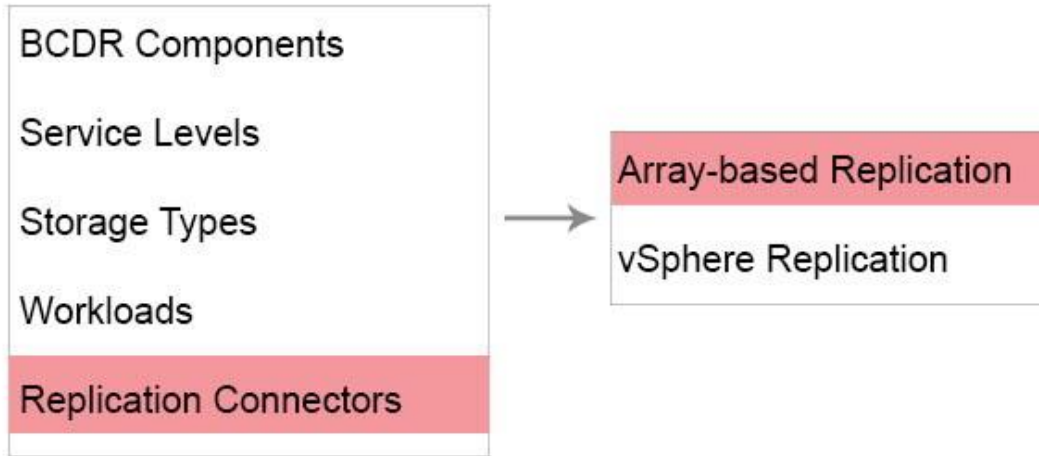 BCDR Components
Service Levels
Storage Types
Workloads
Replication Connectors
Array-based Replication
vSphere Replication